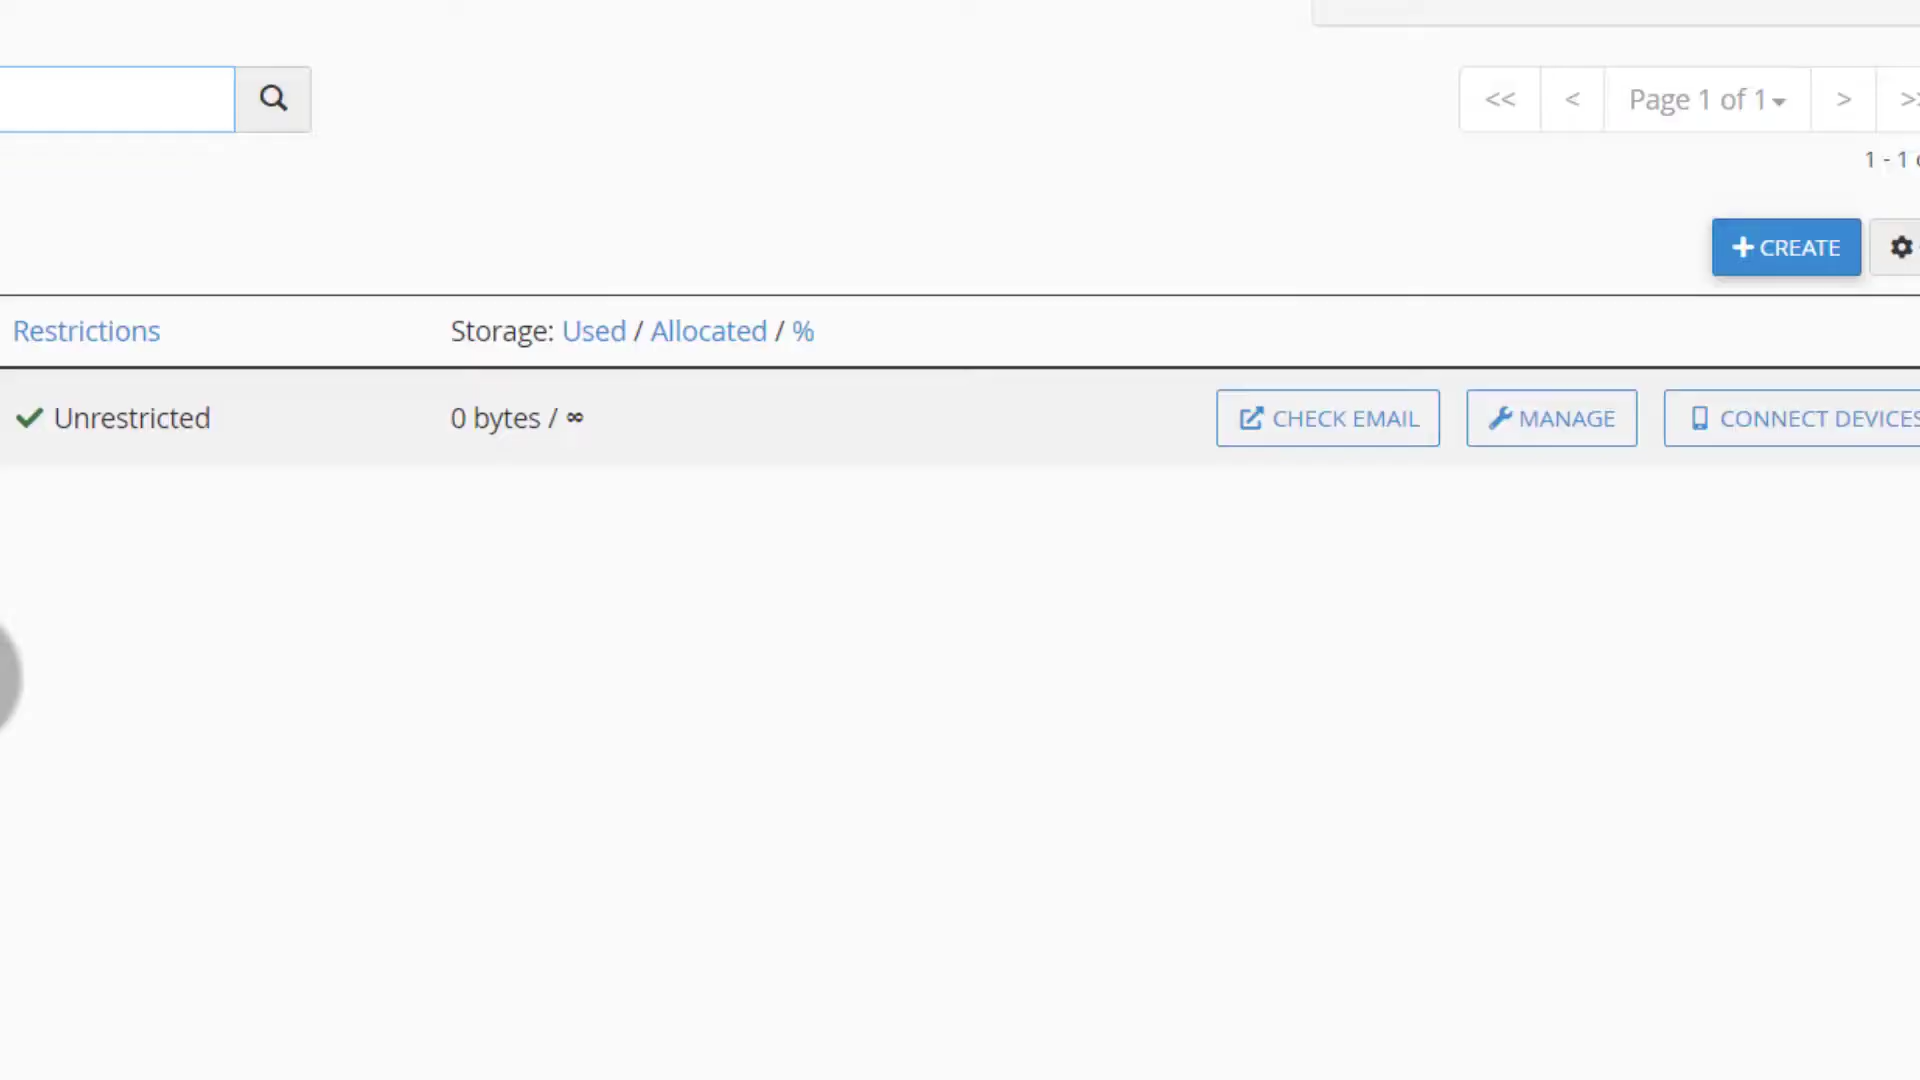 << < Page 1 of 1 >
1 - 1
CREATE
Restrictions Storage: Used / Allocated / %
Unrestricted 0 bytes / ∞ CHECK EMAIL MANAGE CONNECT DEVICES